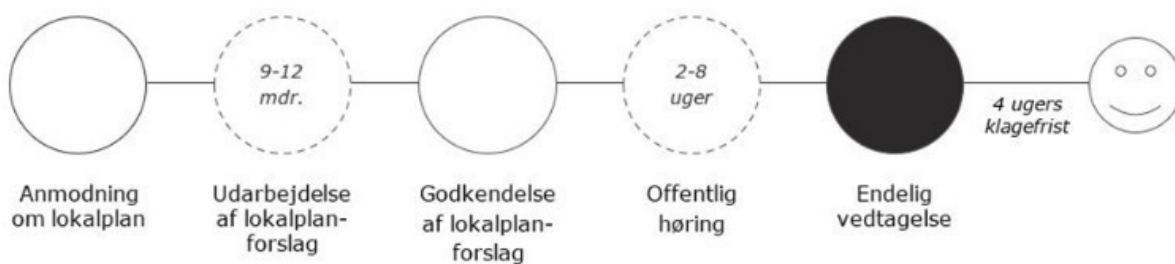 9-12
mdr.
2-8
uger
4 ugers
klagefrist
Anmodning
om lokalplan
Udarbejdelse
af lokalplan-
forslag
Godkendelse
af lokalplan-
forslag
Offentlig
høring
Endelig
vedtagelse